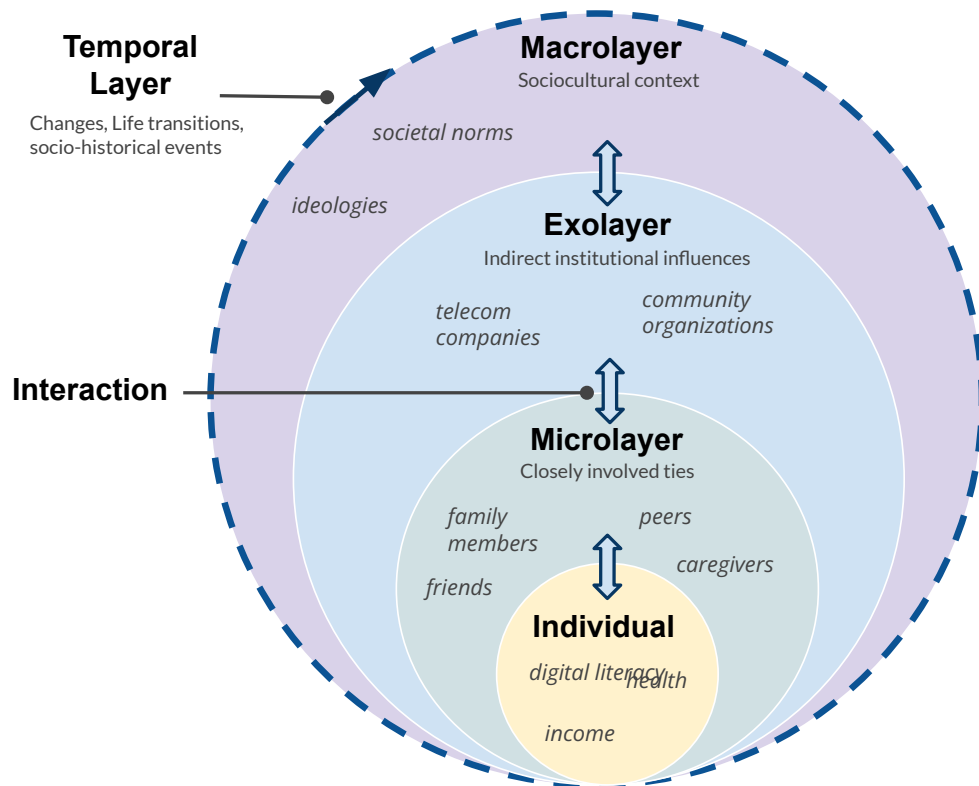 Temporal
Layer
Changes, Life transitions,
socio-historical events
Macrolayer
Sociocultural context
societal norms
ideologies
Exolayer
Indirect institutional influences
telecom
companies
community
organizations
Interaction
Microlayer
Closely involved ties
family
members
peers
caregivers
friends
Individual
digital literacy
health
income